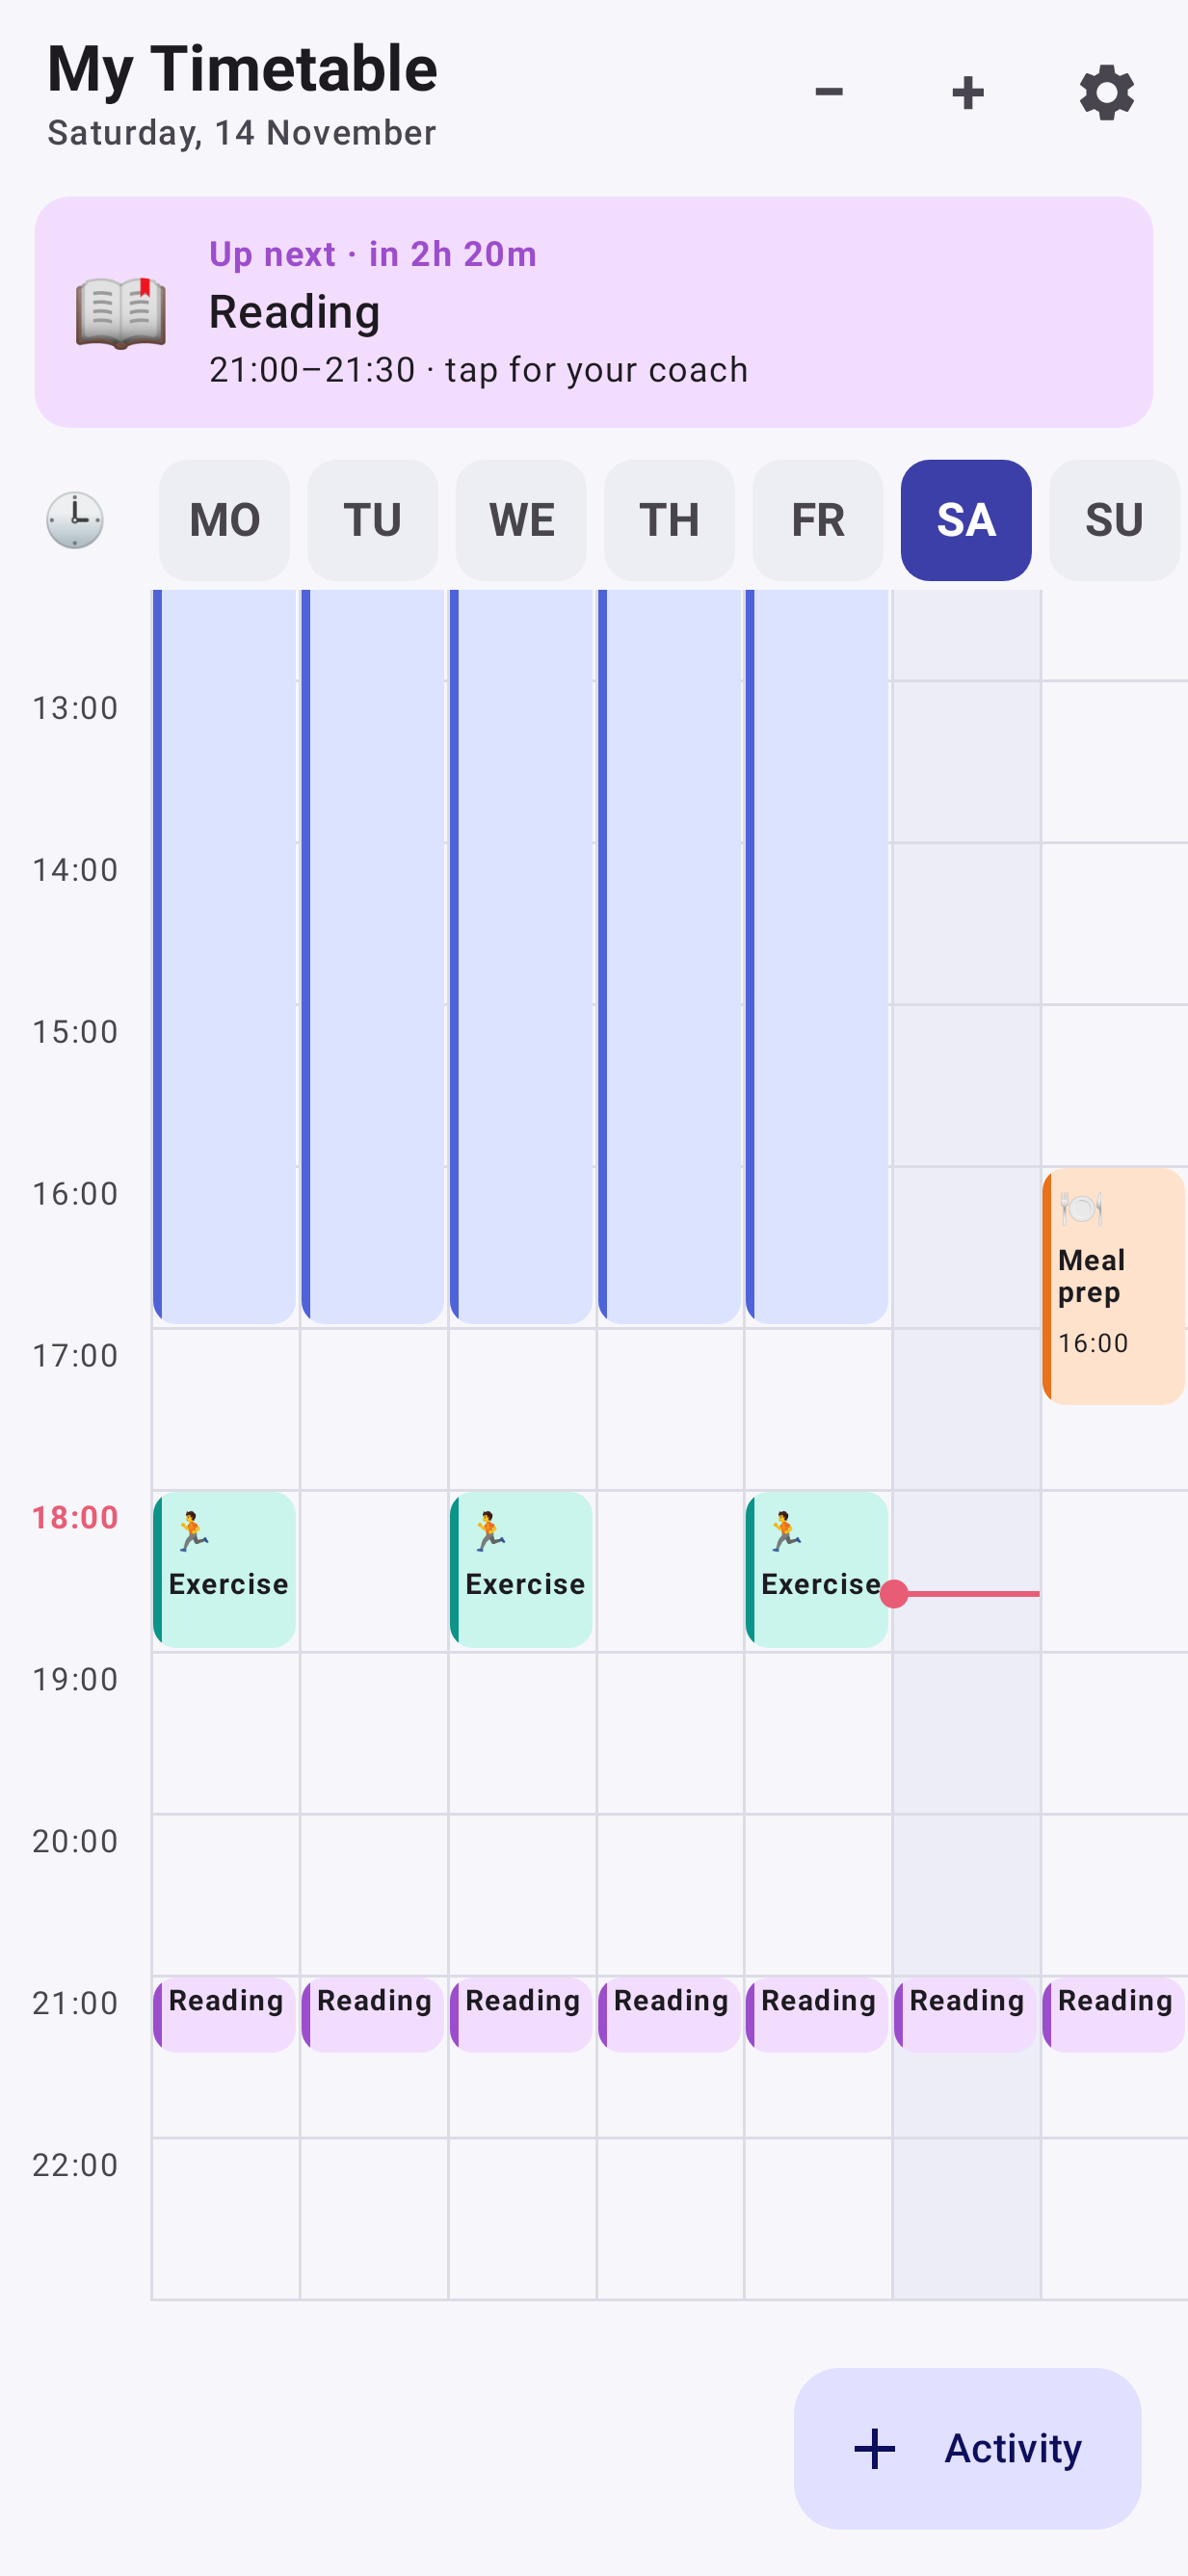 My Timetable
Saturday, 14 November
Up next · in 2h 20m
Reading
21:00–21:30 · tap for your coach
MO TU WE TH FR SA SU
13:00
14:00
15:00
16:00
Meal
prep
16:00
17:00
18:00
Exercise Exercise Exercise
19:00
20:00
21:00 Reading Reading Reading Reading Reading Reading Reading
22:00
+ Activity